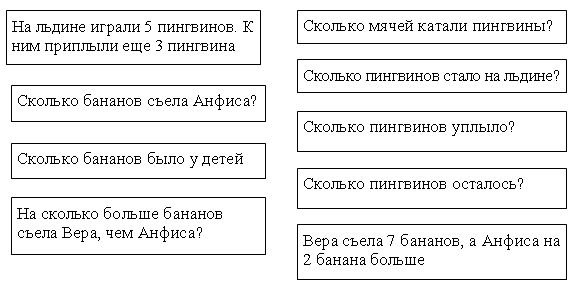 На льдине играли 5 пингвинов. К
ним приплыли еще 3 пингвина
Сколько бананов съела Анфиса?
Сколько бананов было у детей
На сколько больше бананов
съела Вера, чем Анфиса?
Сколько мячей катали пингвины?
Сколько пингвинов стало на льдине?
Сколько пингвинов уплыло?
Сколько пингвинов осталось?
Вера съела 7 бананов, а Анфиса на
2 банана больше